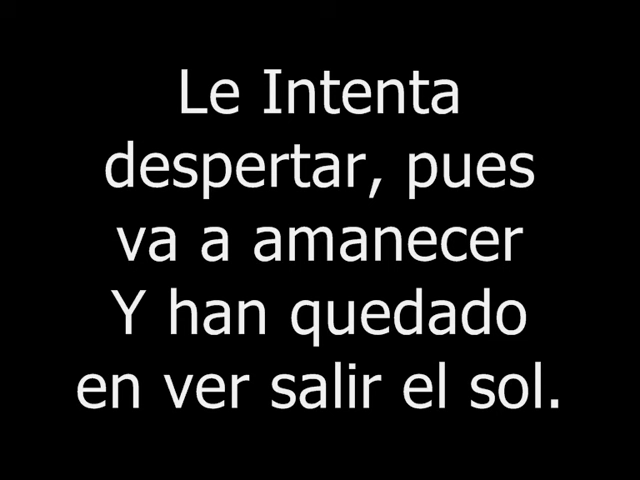 Le Intenta
despertar, pues
va a amanecer
Y han quedado
en ver salir el sol.